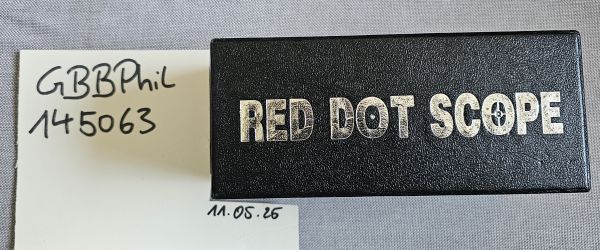 GBBPhil
145063
RED DOT SCOPE
11.05.25